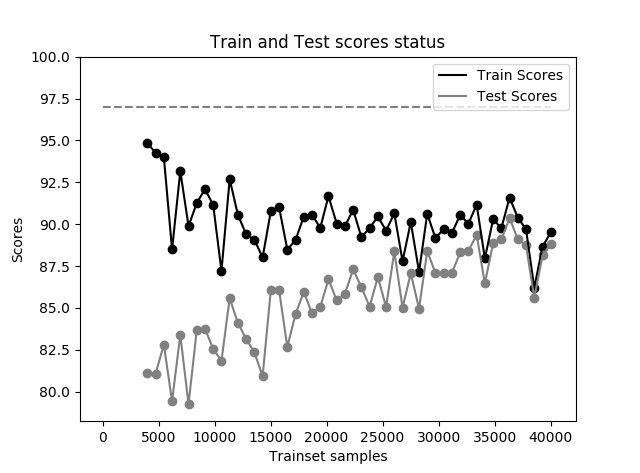 Train and Test scores status
100.0
97.5
95.0
92.5
90.0
87.5
85.0
82.5
80.0
Scores
Train Scores
Test Scores
0 5000 10000 15000 20000 25000 30000 35000 40000
Trainset samples